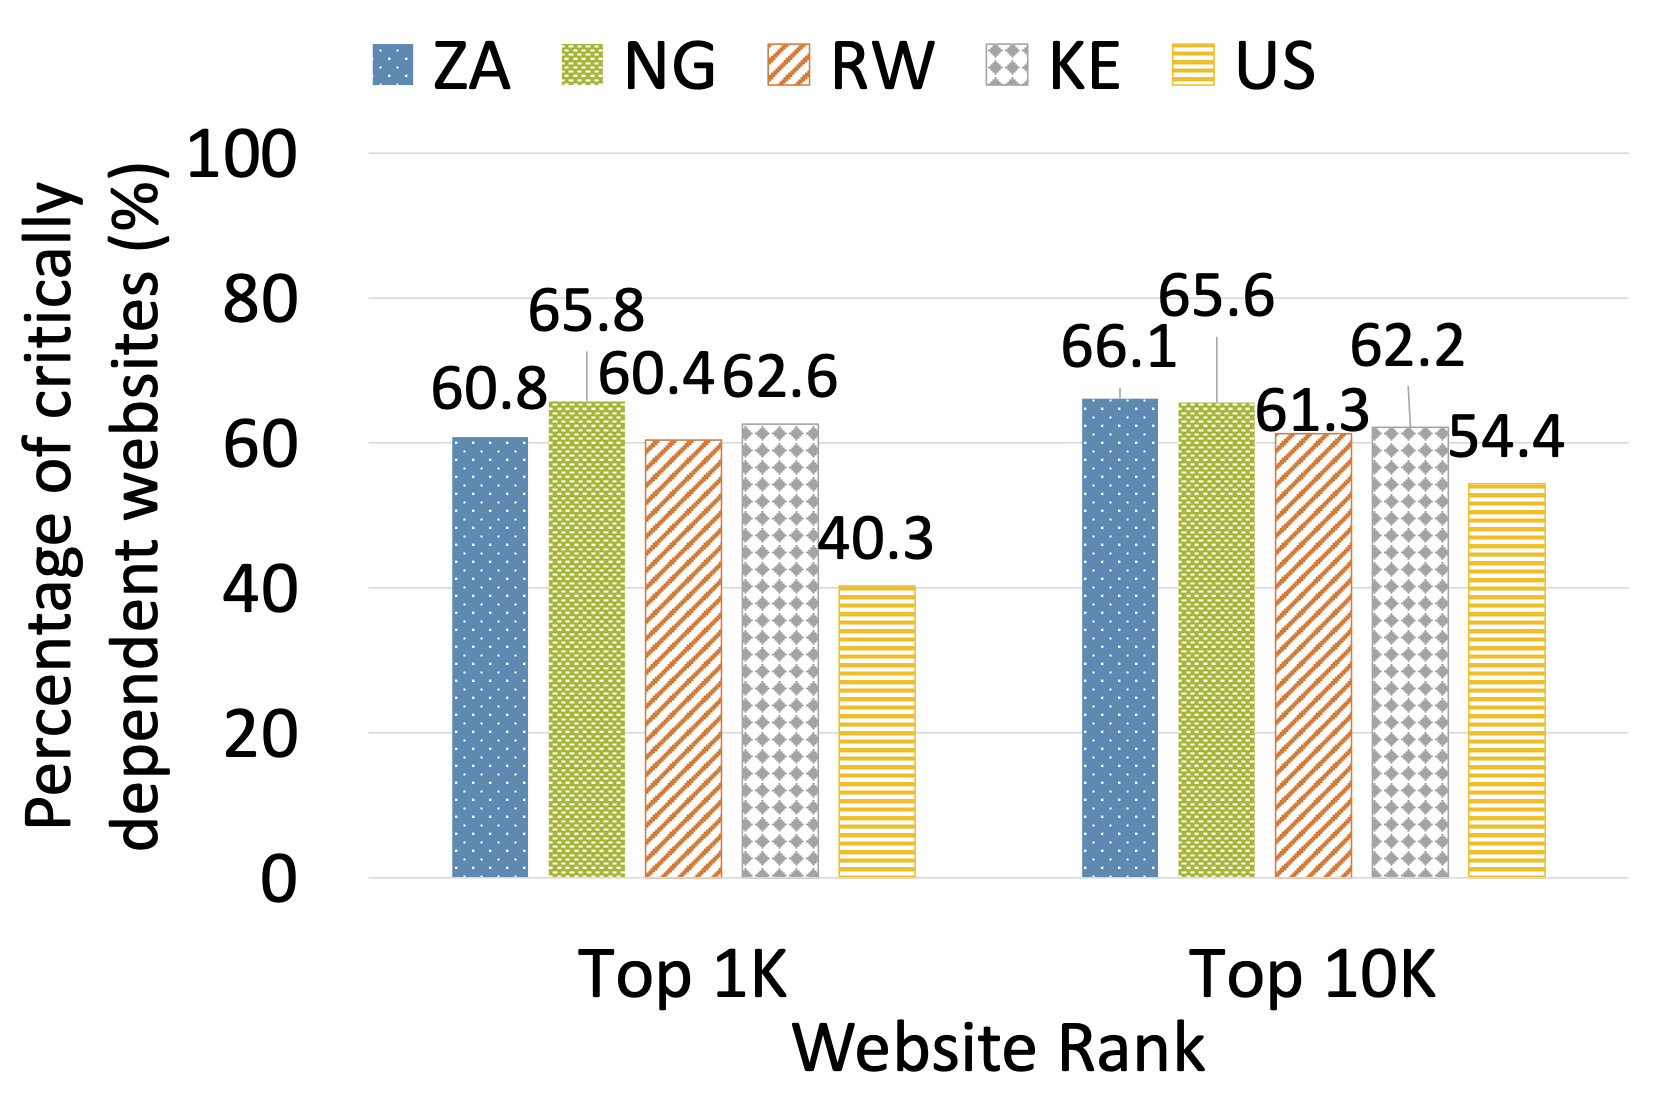 ZA NG RW KE US
Percentage of critically
dependent websites (%)
100
80
60
40
20
0
60.8 65.8 60.4 62.6 40.3
66.1 65.6 61.3 62.2 54.4
Top 1K Top 10K
Website Rank